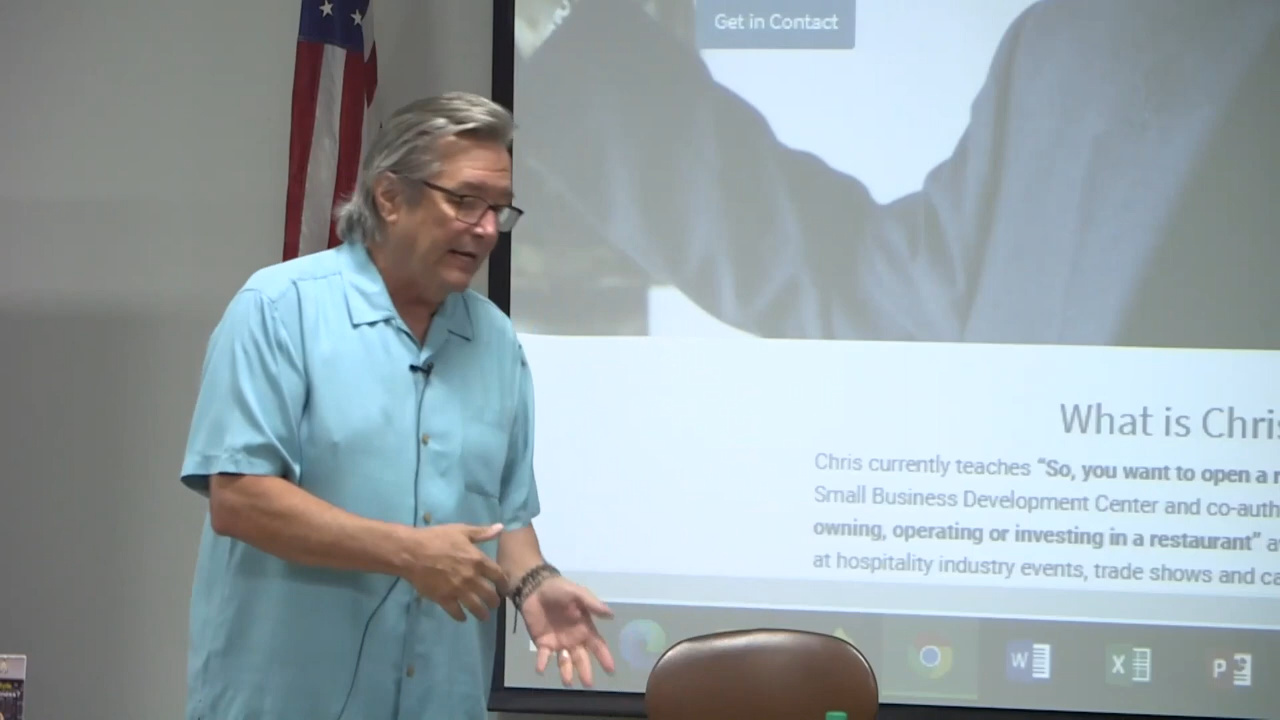 Get in Contact
What is Chris
Chris currently teaches “So, you want to open a r
Small Business Development Center and co-auth
owning, operating or investing in a restaurant” a
at hospitality industry events, trade shows and ca
W
X
P